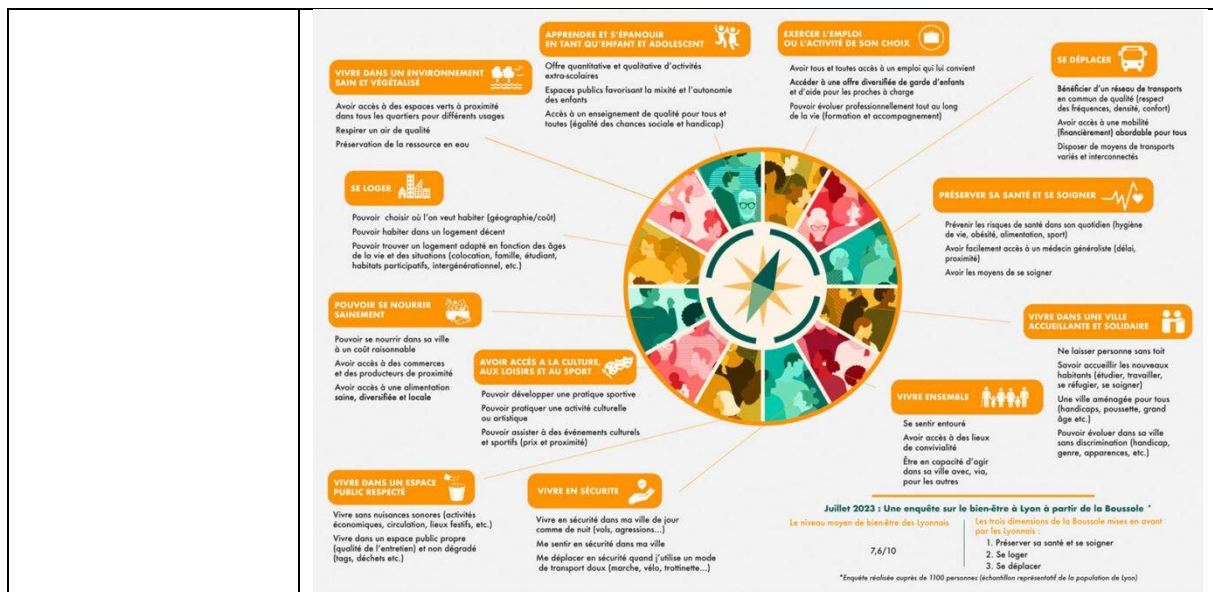 APPRENDRE ET S'ÉPANOUIR
EN TANT QU'ENFANT ET ADOLESCENT
Offre quantitative et qualitative d'activités
extra-scolaires
Espaces publics favorisant la mixité et l'autonomie
des enfants
Accès à un enseignement de qualité pour tous et
toutes (égalité des chances sociale et handicap)
EXERCER L'EMPLOI
OU L'ACTIVITÉ DE SON CHOIX
Avoir tous et toutes accès à un emploi qui lui convient
Accéder à une offre diversifiée de garde d'enfants
et d'aide pour les proches à charge
Pouvoir évoluer professionnellement tout au long
de la vie (formation et accompagnement)
SE DÉPLACER
Bénéficier d'un réseau de transports
en commun de qualité (respect
des fréquences, densité, confort)
Avoir accès à une mobilité
(financièrement) abordable pour tous
Disposer de moyens de transports
variés et interconnectés
VIVRE DANS UN ENVIRONNEMENT
SAIN ET VÉGÉTALISÉ
Avoir accès à des espaces verts à proximité
dans tous les quartiers pour différents usages
Respirer un air de qualité
Préservation de la ressource en eau
SE LOGER
Pouvoir choisir où l'on veut habiter (géographie/coût)
Pouvoir habiter dans un logement décent
Pouvoir trouver un logement adapté en fonction des âges
de la vie et des situations (colocation, famille, étudiant,
habitats participatifs, intergénérationnel, etc.)
PRÉSERVER SA SANTÉ ET SE SOIGNER
Prévenir les risques de santé dans son quotidien (hygiène
de vie, obésité, alimentation, sport)
Avoir facilement accès à un médecin généraliste (délai,
proximité)
Avoir les moyens de se soigner
POUVOIR SE NOURRIR
SAINEMENT
Pouvoir se nourrir dans sa ville
à un coût raisonnable
Avoir accès à des commerces
et des producteurs de proximité
Avoir accès à une alimentation
saine, diversifiée et locale
AVOIR ACCÉS A LA CULTURE,
AUX LOISIRS ET AU SPORT
Pouvoir développer une pratique sportive
Pouvoir pratiquer une activité culturelle
ou artistique
Pouvoir assister à des événements culturels
et sportifs (prix et proximité)
VIVRE DANS UNE VILLE
ACCUEILLANTE ET SOLIDAIRE
Ne laisser personne sans toit
Savoir accueillir les nouveaux
habitants (étudier, travailler,
se réfugier, se soigner)
Une ville aménagée pour tous
(handicaps, poussette, grand
âge etc.)
Pouvoir évoluer dans sa ville
sans discrimination (handicap,
genre, apparences, etc.)
VIVRE ENSEMBLE
Se sentir entouré
Avoir accès à des lieux
de convivialité
Être en capacité d'agir
dans sa ville avec, via,
pour les autres
VIVRE DANS UN ESPACE
PUBLIC RESPECTÉ
Vivre sans nuisances sonores (activités
économiques, circulation, lieux festifs, etc.)
Vivre dans un espace public propre
(qualité de l'entretien) et non dégradé
(tags, déchets etc.)
VIVRE EN SÉCURITE
Vivre en sécurité dans ma ville de jour
comme de nuit (vols, agressions...)
Me sentir en sécurité dans ma ville
Me déplacer en sécurité quand j'utilise un mode
de transport doux (marche, vélo, trottinette...)
Juillet 2023 : Une enquête sur le bien-être à Lyon à partir de la Boussole *
Le niveau moyen de bien-être des Lyonnais
7,6/10
Les trois dimensions de la Boussole mises en avant
par les Lyonnais :
1. Préserver sa santé et se soigner
2. Se loger
3. Se déplacer
*Enquête réalisée auprès de 1100 personnes (échantillon représentatif de la population de Lyon)